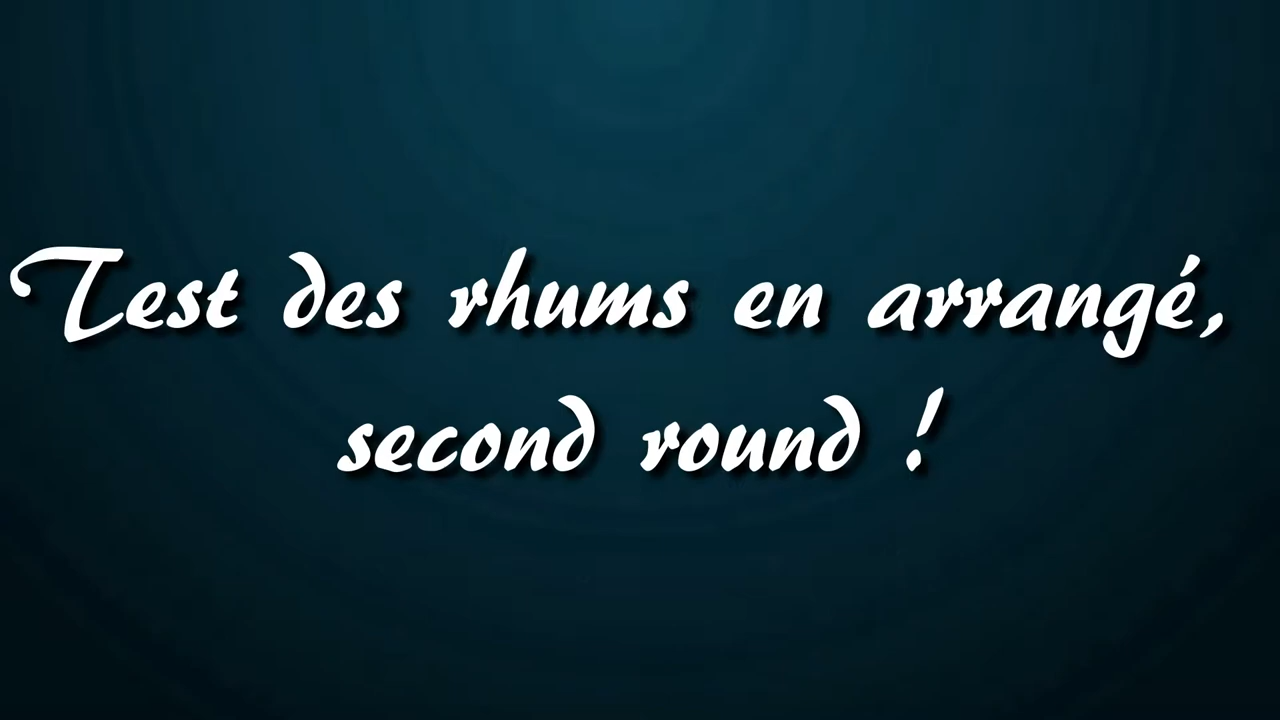 Test des rhums en arrangé,
second round !